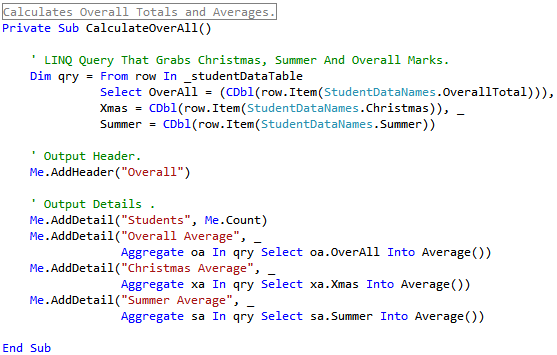 Calculates Overall Totals and Averages.
Private Sub CalculateOverAll()
' LINQ Query That Grabs Christmas, Summer And Overall Marks.
Dim qry = From row In _studentDataTable
Select OverAll = (CDbl(row.Item(StudentDataNames.OverallTotal))),
Xmas = CDbl(row.Item(StudentDataNames.Christmas)), _
Summer = CDbl(row.Item(StudentDataNames.Summer))
' Output Header.
Me.AddHeader("Overall")
' Output Details .
Me.AddDetail("Students", Me.Count)
Me.AddDetail("Overall Average", _
Aggregate oa In qry Select oa.OverAll Into Average())
Me.AddDetail("Christmas Average", _
Aggregate xa In qry Select xa.Xmas Into Average())
Me.AddDetail("Summer Average", _
Aggregate sa In qry Select sa.Summer Into Average())
End Sub